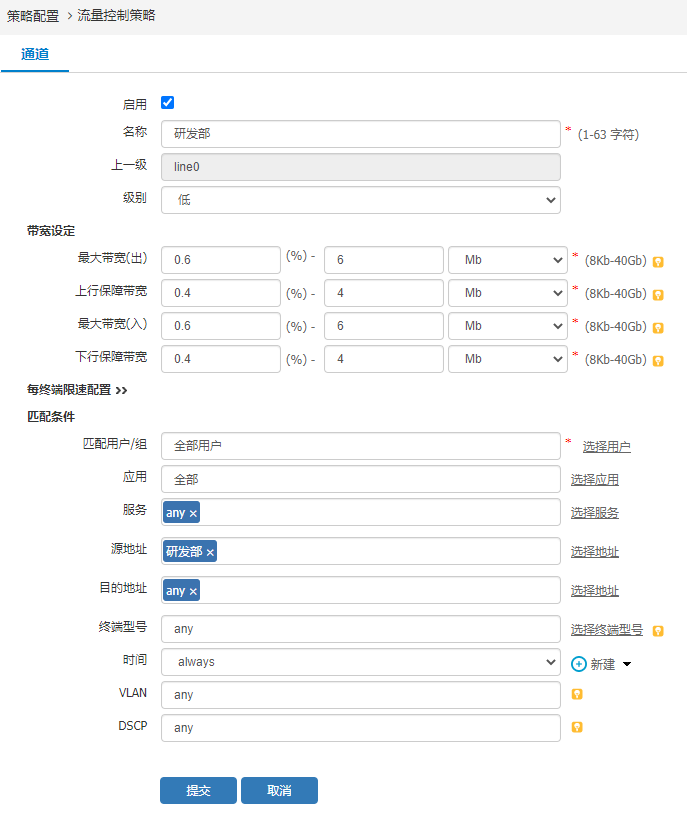 策略配置 > 流量控制策略
通道
启用
名称 研发部 * (1-63 字符)
上一级 line0
级别 低
带宽设定
最大带宽(出) 0.6 (%) - 6 Mb * (8Kb-40Gb)
上行保障带宽 0.4 (%) - 4 Mb * (8Kb-40Gb)
最大带宽(入) 0.6 (%) - 6 Mb * (8Kb-40Gb)
下行保障带宽 0.4 (%) - 4 Mb * (8Kb-40Gb)
每终端限速配置 >>
匹配条件
匹配用户/组 全部用户 * 选择用户
应用 全部 选择应用
服务 any × 选择服务
源地址 研发部 × 选择地址
目的地址 any × 选择地址
终端型号 any 选择终端型号
时间 always 新建
VLAN any
DSCP any
提交 取消